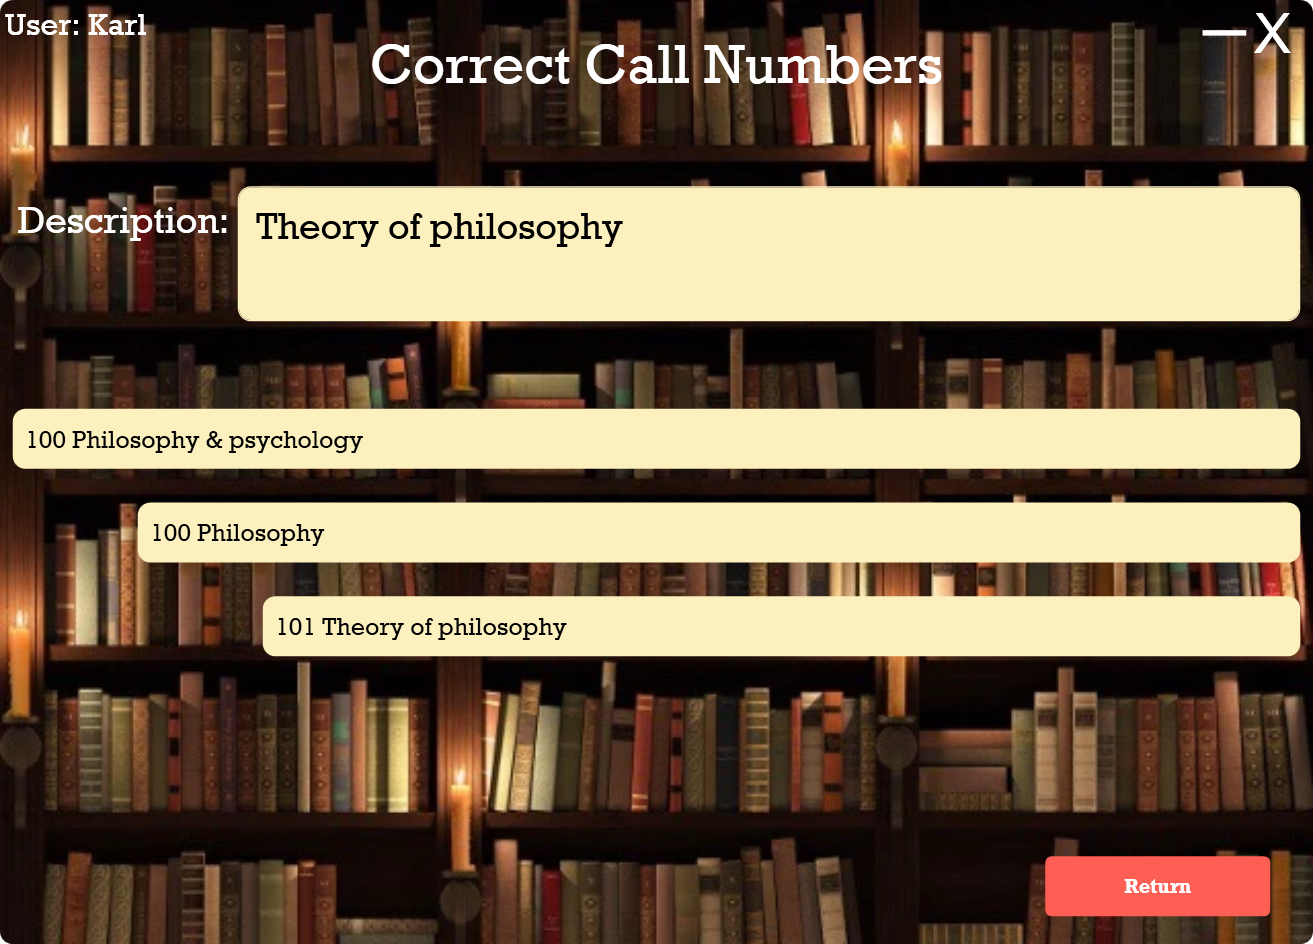 User: Karl
— X
Correct Call Numbers
Description:
Theory of philosophy
100 Philosophy & psychology
100 Philosophy
101 Theory of philosophy
Return